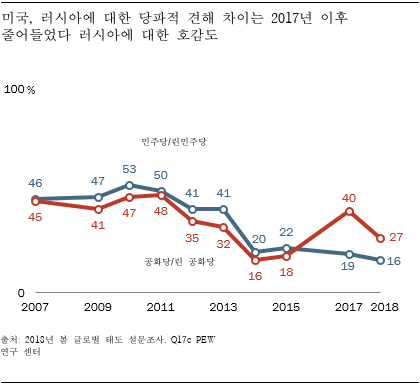 미국, 러시아에 대한 당파적 견해 차이는 2017년 이후
줄어들었다 러시아에 대한 호감도
100 %
민주당/린민주당
46 47 53 50 41 41 20 22 19 16
45 41 47 48 35 32 16 18 40 27
공화당/린 공화당
0
2007 2009 2011 2013 2015 2017 2018
출처: 2018년 봄 글로벌 태도 설문조사. Q17c PEW
연구 센터